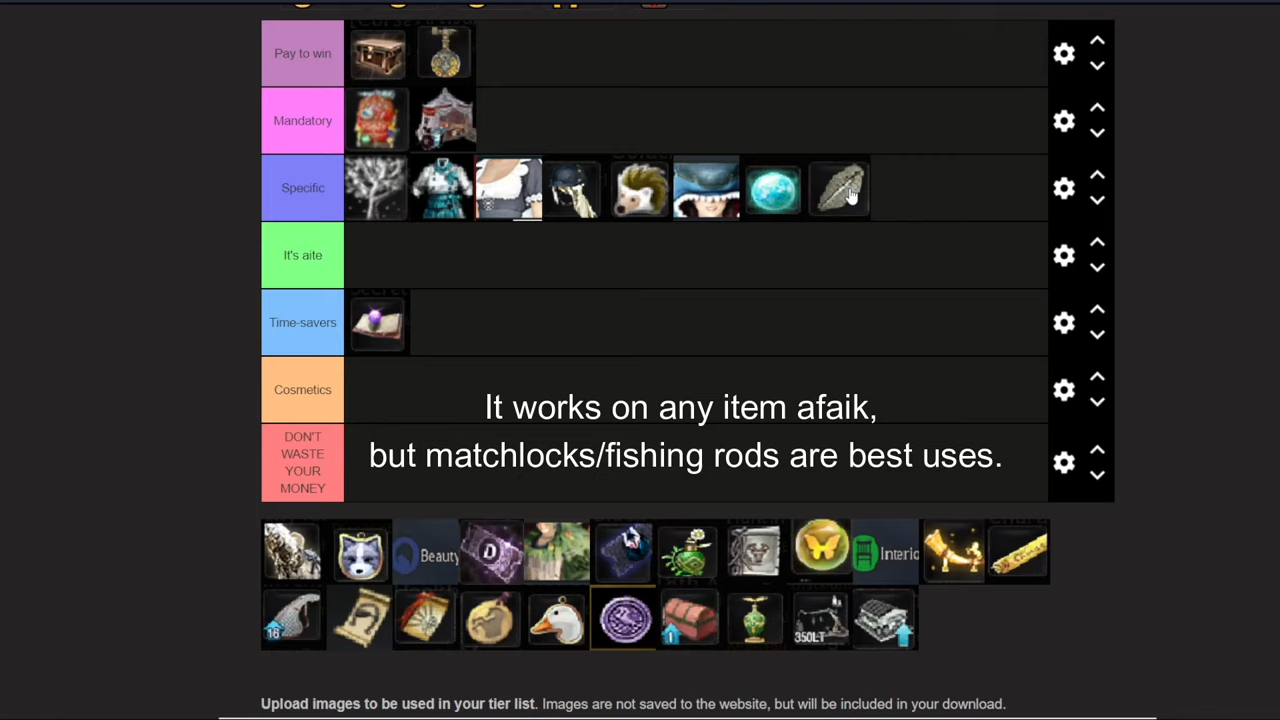 Pay to win
Mandatory
Specific
It's aite
Time-savers
Cosmetics
It works on any item afaik,
but matchlocks/fishing rods are best uses.
DON'T
WASTE
YOUR
MONEY
Beauty
D
Interio
16
1
350LT
Upload images to be used in your tier list. Images are not saved to the website, but will be included in your download.